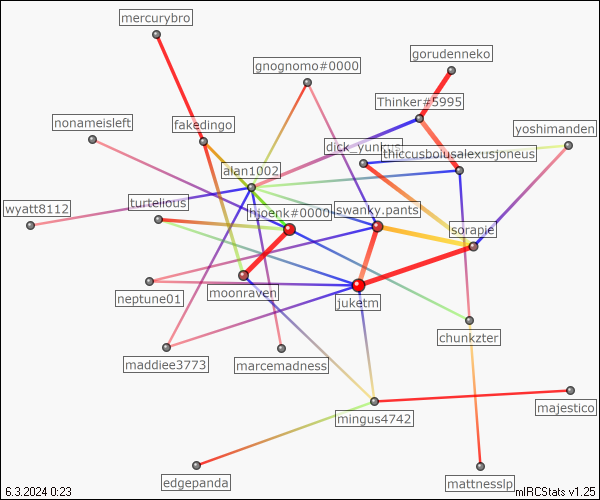 mercurybro
gorudenneko
gnognomo#0000
Thinker#5995
nonameisleft
fakedingo
yoshimanden
dick_yunkus
thiccusboiusalexusjoneus
alan1002
wyatt8112
turtelious
hjoenk#0000
swanky.pants
sorapie
moonraven
neptune01
juketm
chunkzter
maddiee3773
marcemadness
mingus4742
majestico
edgepanda
mattnesslp
6.3.2024 0:23
mIRCStats v1.25